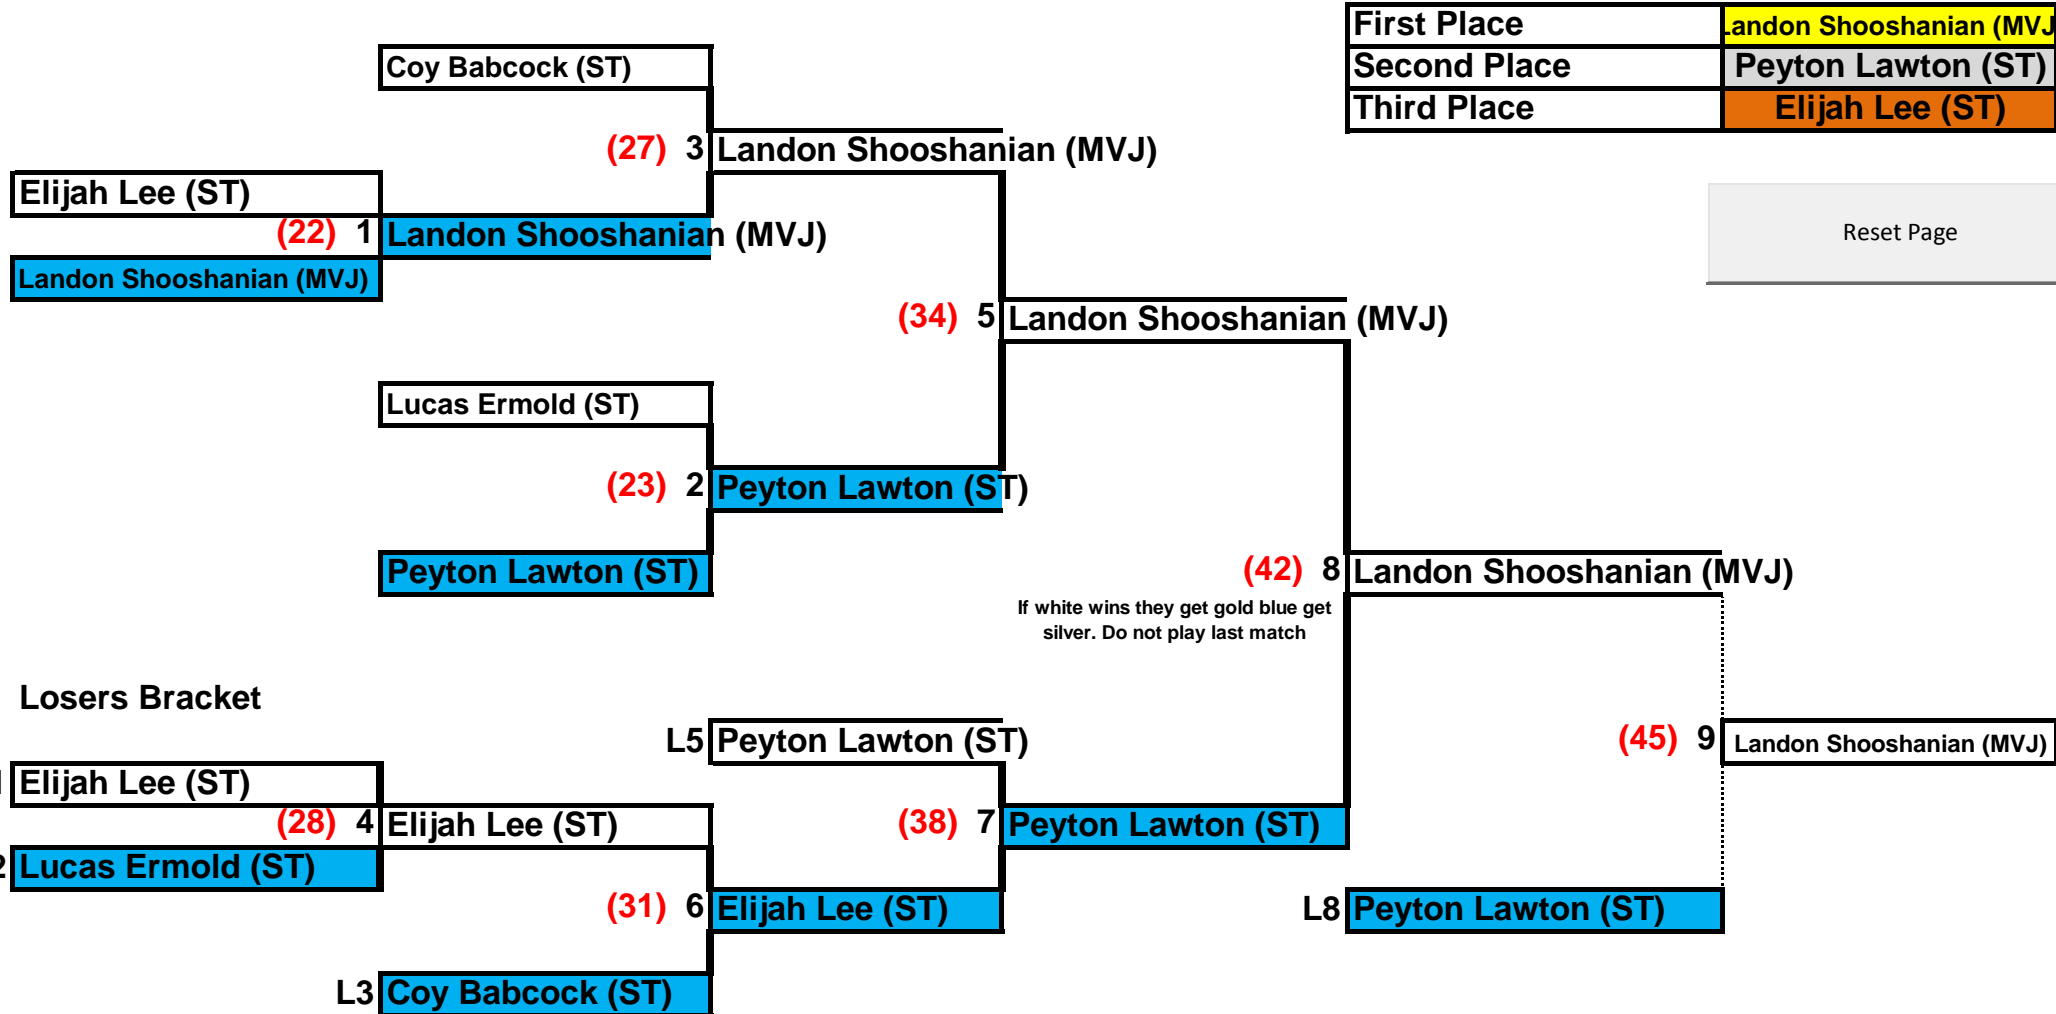 First Place Landon Shooshanian (MVJ
Coy Babcock (ST)
Second Place Peyton Lawton (ST)
Third Place Elijah Lee (ST)
(27) 3 Landon Shooshanian (MVJ)
Elijah Lee (ST)
(22) 1 Landon Shooshanian (MVJ)
Reset Page
Landon Shooshanian (MVJ)
(34) 5 Landon Shooshanian (MVJ)
Lucas Ermold (ST)
(23) 2 Peyton Lawton (ST)
Peyton Lawton (ST)
(42) 8 Landon Shooshanian (MVJ)
If white wins they get gold blue get
silver. Do not play last match
Losers Bracket
L5 Peyton Lawton (ST)
(45) 9 Landon Shooshanian (MVJ)
Elijah Lee (ST)
(28) 4 Elijah Lee (ST)
(38) 7 Peyton Lawton (ST)
2 Lucas Ermold (ST)
(31) 6 Elijah Lee (ST)
L8 Peyton Lawton (ST)
L3 Coy Babcock (ST)